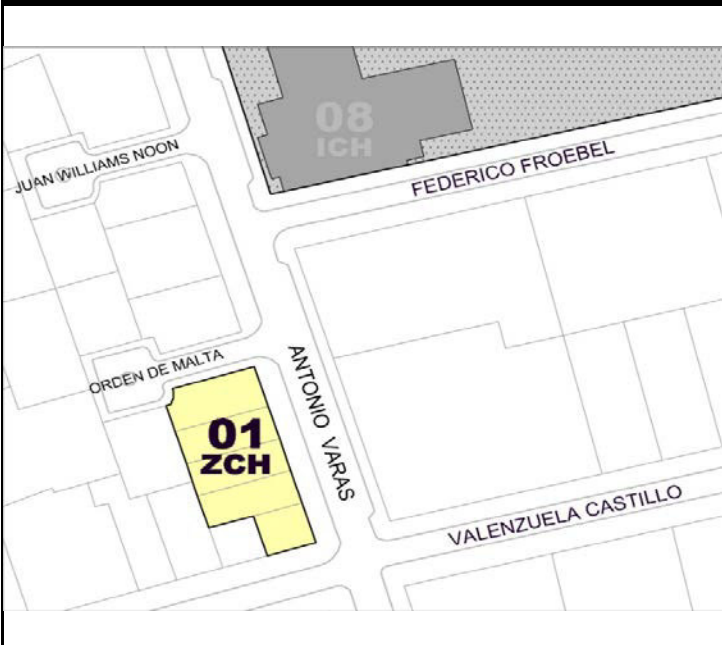 08
ICH
JUAN WILLIAMS NOON
FEDERICO FROEBEL
ORDEN DE MALTA
ANTONIO VARAS
01
ZCH
VALENZUELA CASTILLO